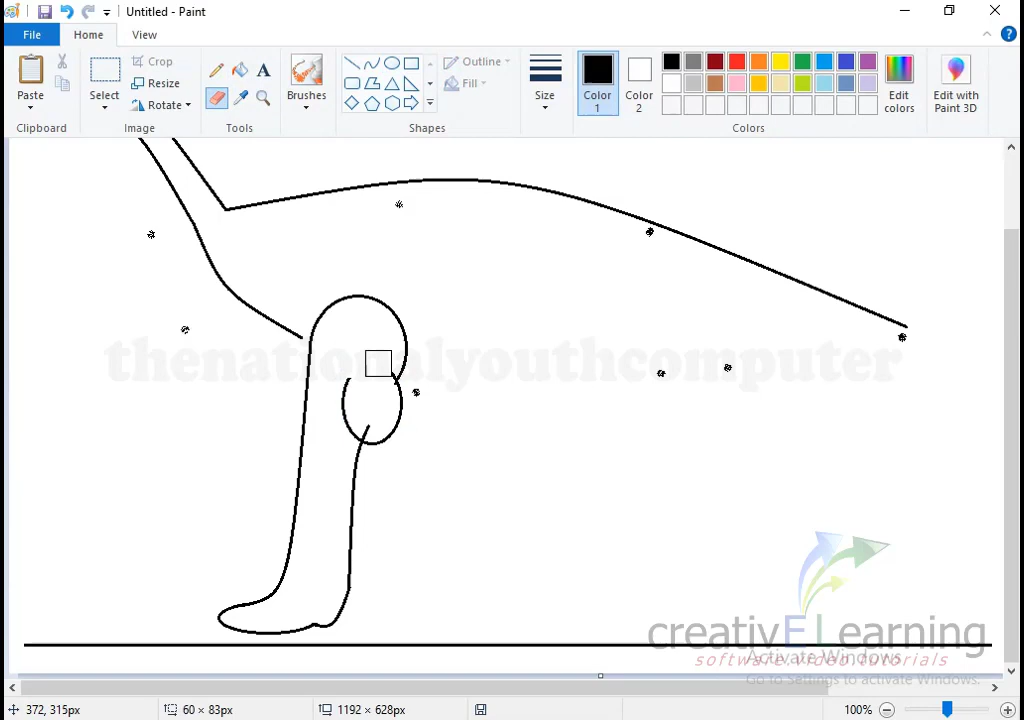 Untitled - Paint
File
Home
View
Paste
Clipboard
Select
Crop
Resize
Rotate
Image
A
Tools
Brushes
Outline
Fill
Shapes
Size
Color 1
Color 2
Edit colors
Colors
Edit with Paint 3D
thenationalyouthcomputer
creativELearning
software.video.tutorials
Activate Windows
Go to Settings to activate Windows.
372, 315px
60 × 83px
1192 × 628px
100%